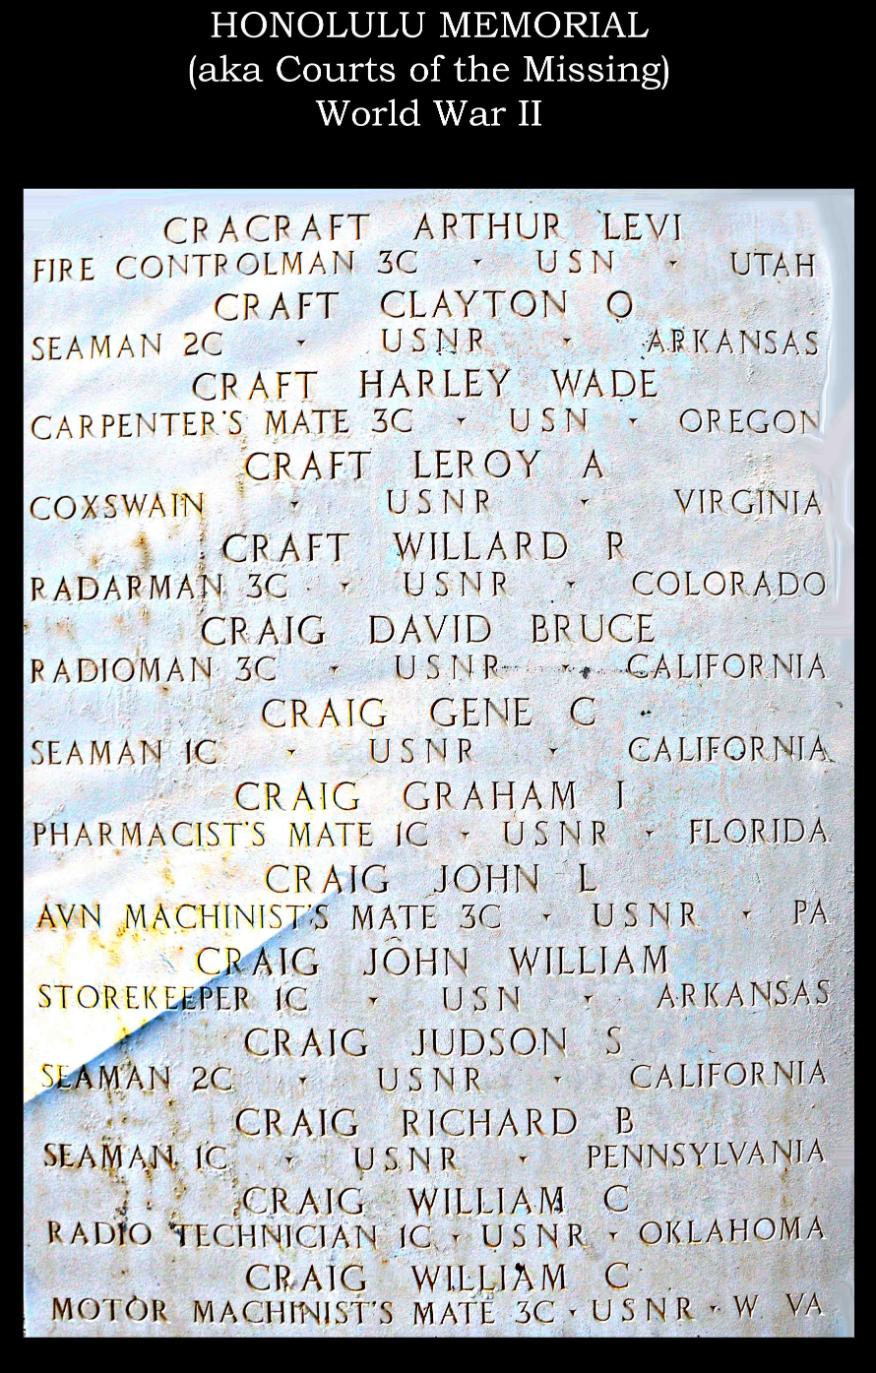 HONOLULU MEMORIAL
(aka Courts of the Missing)
World War II
CRACRAFT ARTHUR LEVI
FIRE CONTROLMAN 3C · USN · UTAH
CRAFT CLAYTON O
SEAMAN 2C · USNR · ARKANSAS
CRAFT HARLEY WADE
CARPENTER'S MATE 3C · USN · OREGON
CRAFT LEROY A
COXSWAIN · USNR · VIRGINIA
CRAFT WILLARD R
RADARMAN 3C · USNR · COLORADO
CRAIG DAVID BRUCE
RADIOMAN 3C · USNR · CALIFORNIA
CRAIG GENE C
SEAMAN 1C · USNR · CALIFORNIA
CRAIG GRAHAM I
PHARMACIST'S MATE 1C · USNR · FLORIDA
CRAIG JOHN L
AVN MACHINIST'S MATE 3C · USNR · PA
CRAIG JOHN WILLIAM
STOREKEEPER 1C · USN · ARKANSAS
CRAIG JUDSON S
SEAMAN 2C · USNR · CALIFORNIA
CRAIG RICHARD B
SEAMAN 1C · USNR · PENNSYLVANIA
CRAIG WILLIAM C
RADIO TECHNICIAN 1C · USNR · OKLAHOMA
CRAIG WILLIAM C
MOTOR MACHINIST'S MATE 3C · USNR · W VA